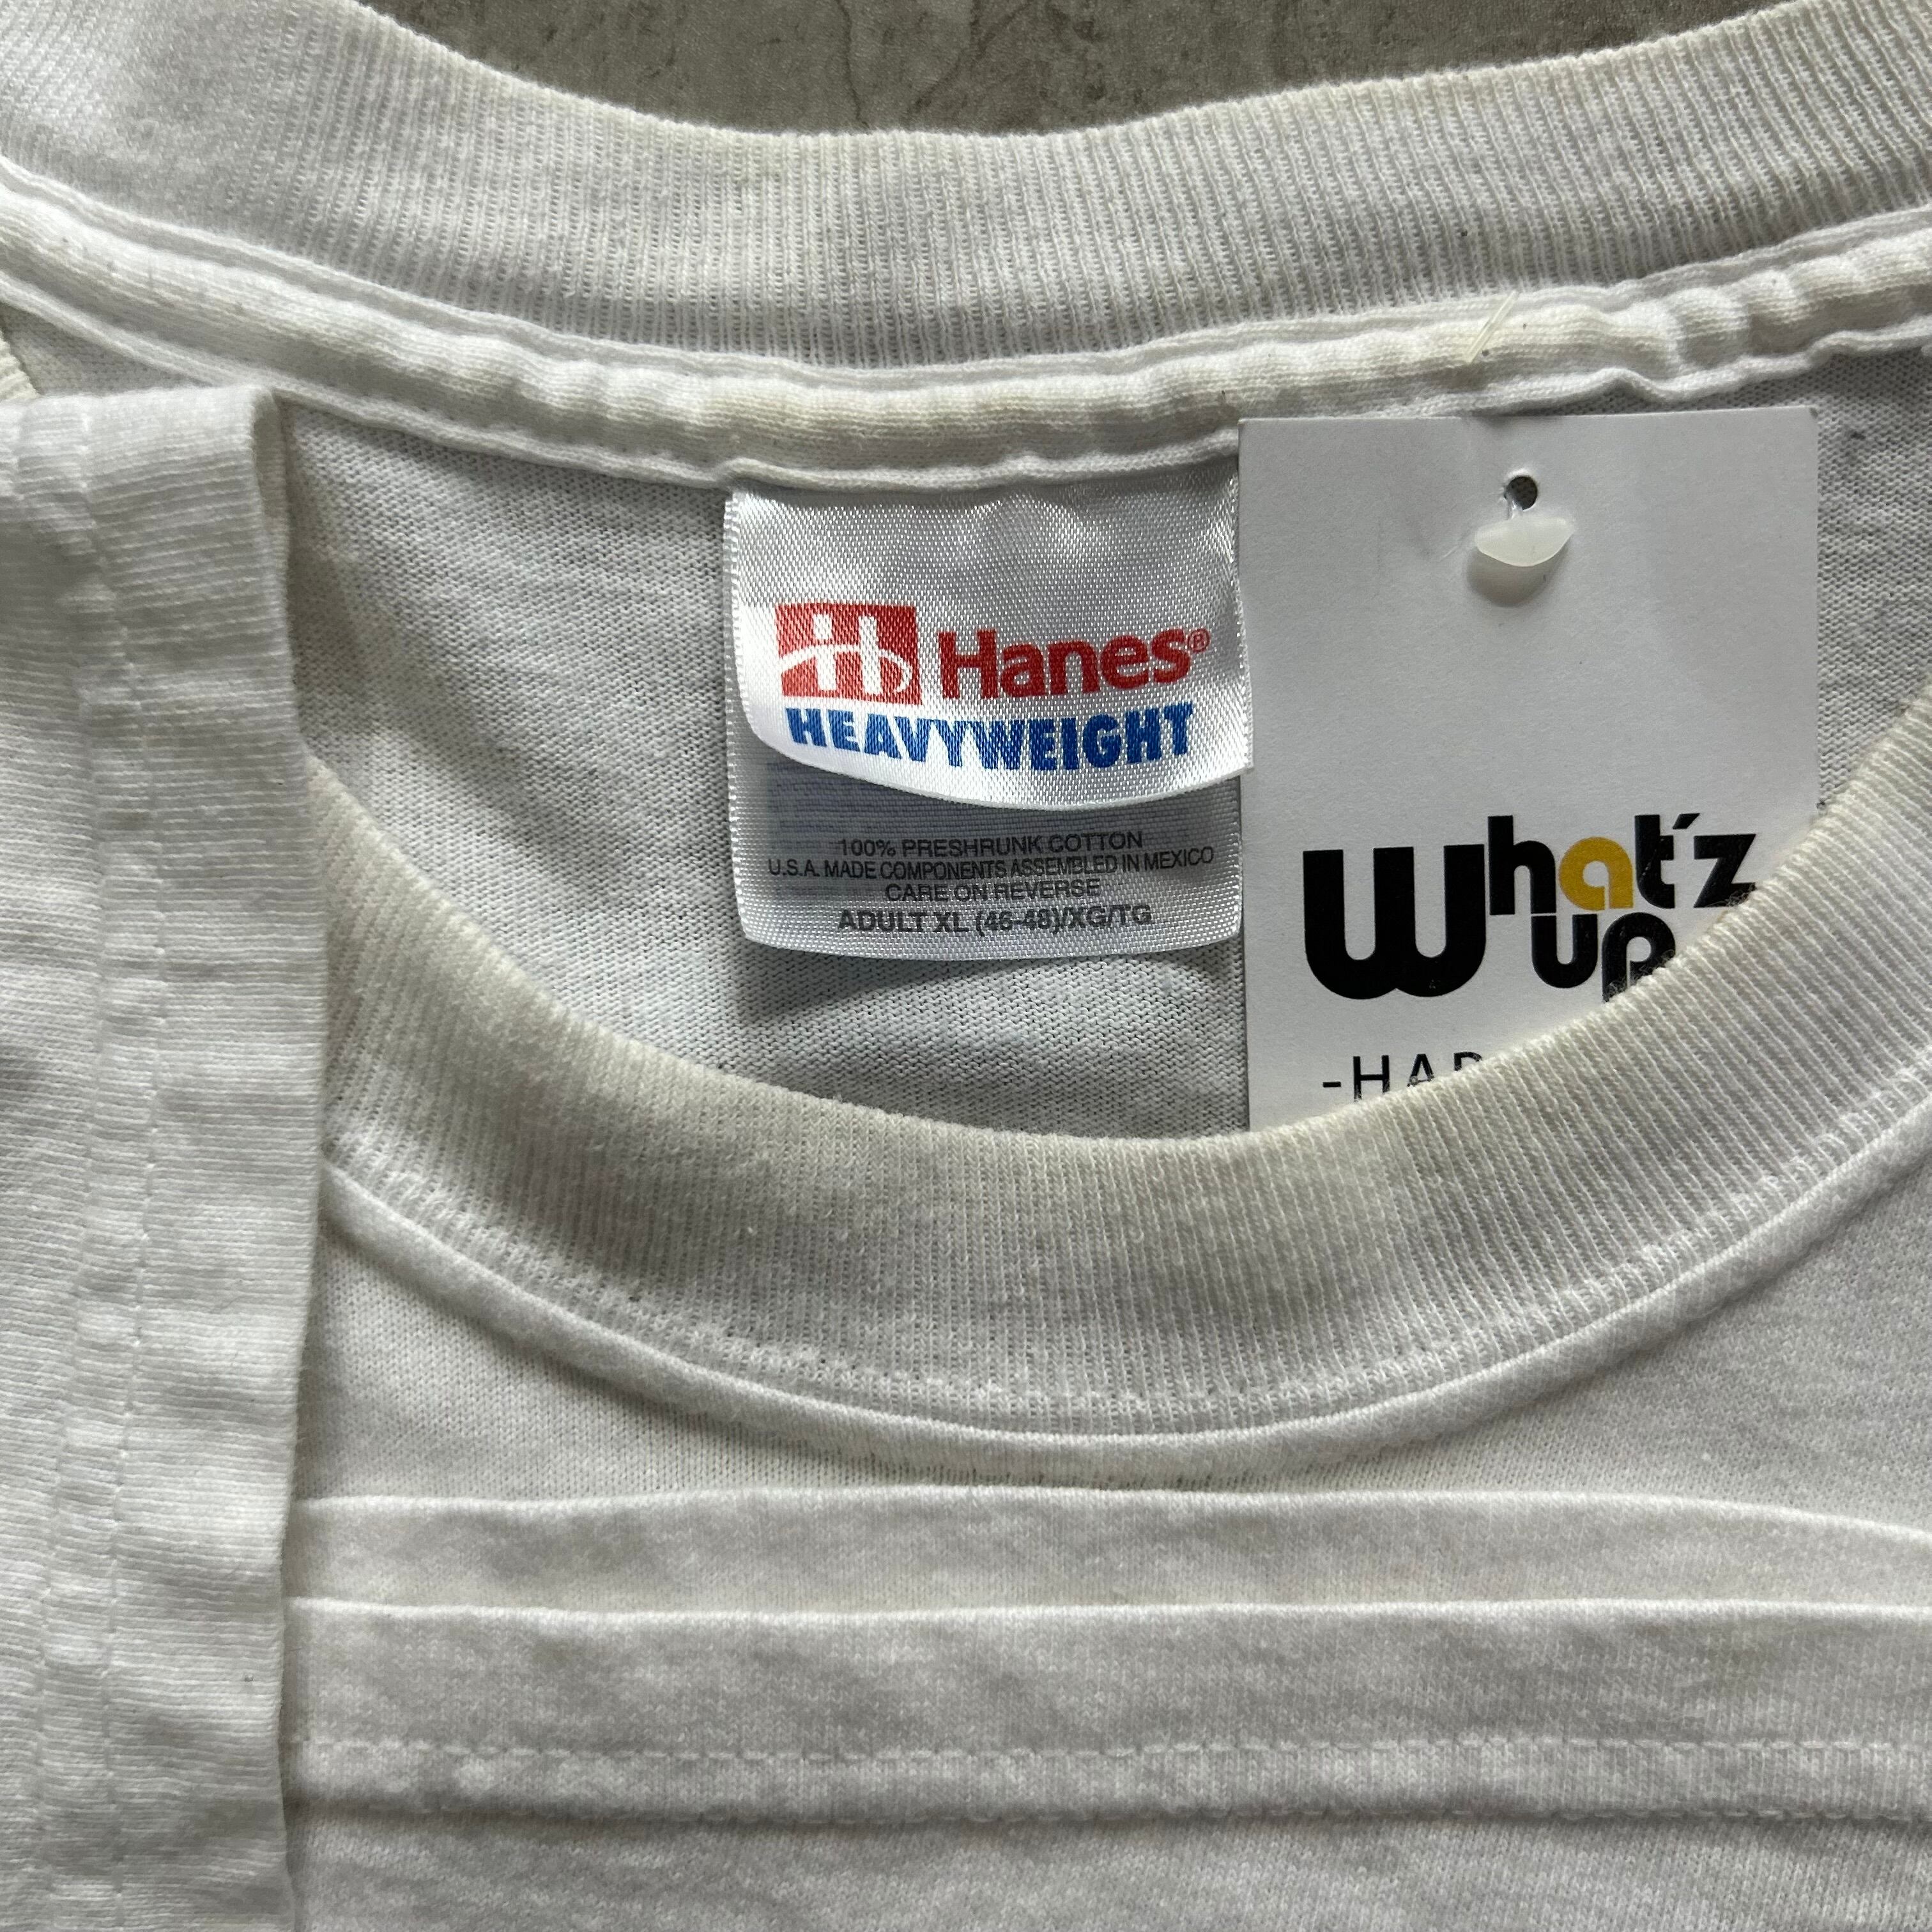 Hanes®
HEAVYWEIGHT
100% PRESHRUNK COTTON
U.S.A. MADE COMPONENTS ASSEMBLED IN MEXICO
CARE ON REVERSE
ADULT XL (46-48)/XG/TG
What'z
up